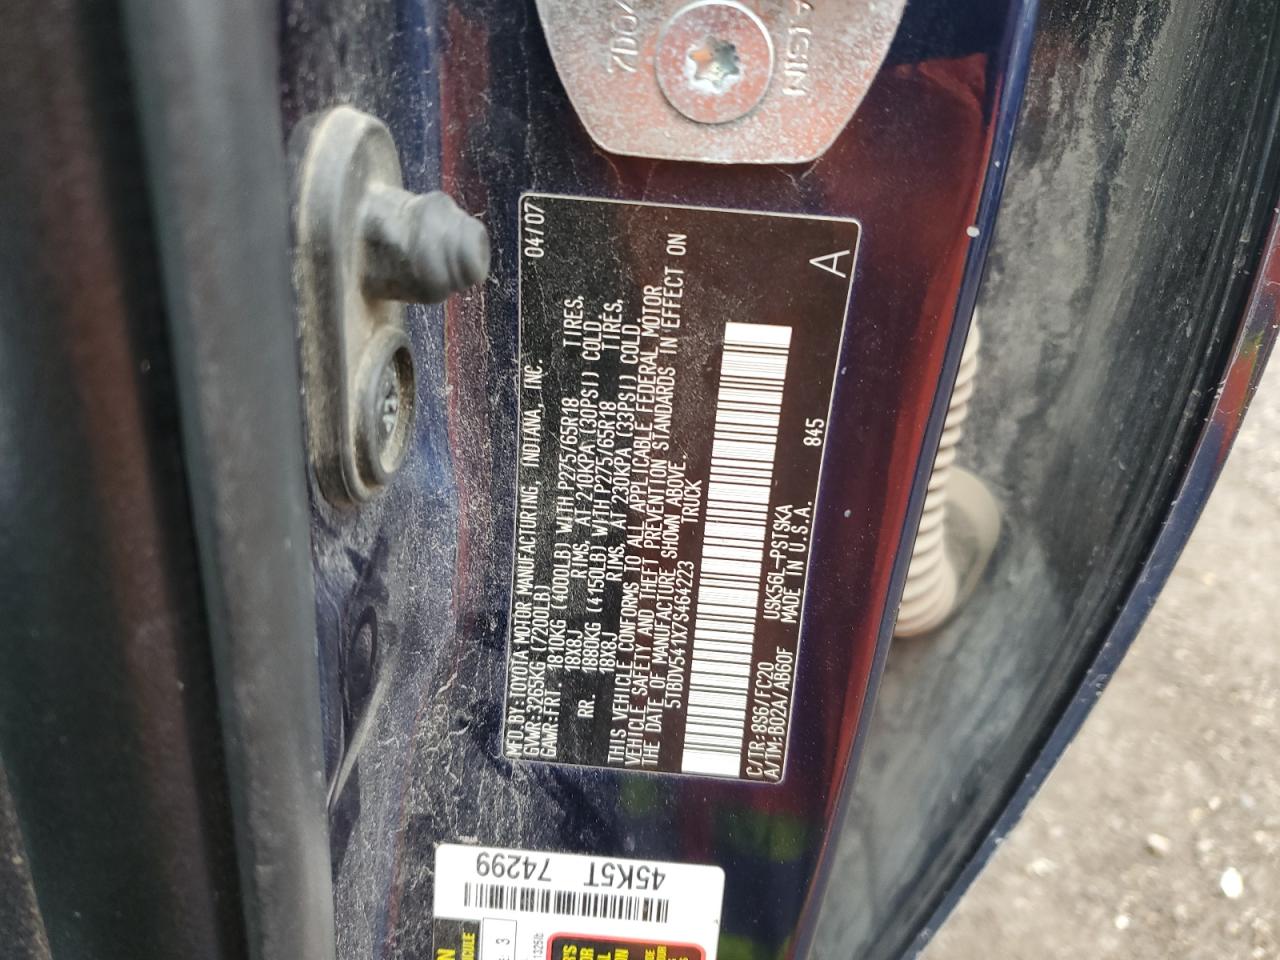 MFD.BY:TOYOTA MOTOR MANUFACTURING, INDIANA, INC. 04/07
GVWR:3265KG (7200LB)
GAWR:FRT 1810KG (4000LB) WITH P275/65R18 TIRES,
18X8J RIMS, AT 210KPA (30PSI) COLD
RR. 1880KG (4150LB) WITH P275/65R18 TIRES,
18X8J RIMS, AT 230KPA (33PSI) COLD
THIS VEHICLE CONFORMS TO ALL APPLICABLE FEDERAL MOTOR
VEHICLE SAFETY AND THEFT PREVENTION STANDARDS IN EFFECT ON
THE DATE OF MANUFACTURE SHOWN ABOVE.
5TBDV541X7S464223 TRUCK
C/TR:8S6/FC20 USK56L-PSTSKA 845 A
A/TM:B02A/AB60F MADE IN U.S.A.
45K5T 74299
3